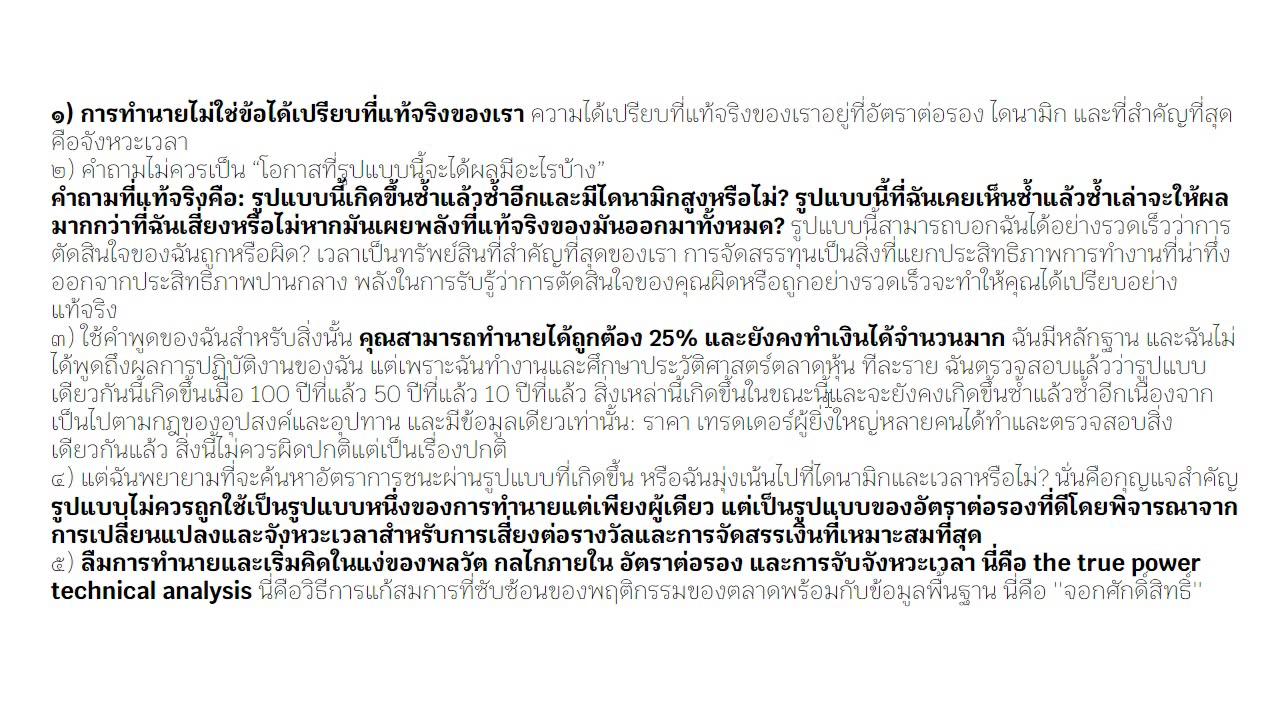 ๑) การทำนายไม่ใช่ข้อได้เปรียบที่แท้จริงของเรา ความได้เปรียบที่แท้จริงของเราอยู่ที่อัตราต่อรอง ไดนามิก และที่สำคัญที่สุด
คือจังหวะเวลา
๒) คำถามไม่ควรเป็น “โอกาสที่รูปแบบนี้จะได้ผลมีอะไรบ้าง”
คำถามที่แท้จริงคือ: รูปแบบนี้เกิดขึ้นซ้ำแล้วซ้ำอีกและมีไดนามิกสูงหรือไม่? รูปแบบนี้ที่ฉันเคยเห็นซ้ำแล้วซ้ำเล่าจะให้ผล
มากกว่าที่ฉันเสี่ยงหรือไม่หากมันเผยพลังที่แท้จริงของมันออกมาทั้งหมด? รูปแบบนี้สามารถบอกฉันได้อย่างรวดเร็วว่าการ
ตัดสินใจของฉันถูกหรือผิด? เวลาเป็นทรัพย์สินที่สำคัญที่สุดของเรา การจัดสรรทุนเป็นสิ่งที่แยกประสิทธิภาพการทำงานที่น่าทึ่ง
ออกจากประสิทธิภาพปานกลาง พลังในการรับรู้ว่าการตัดสินใจของคุณผิดหรือถูกอย่างรวดเร็วจะทำให้คุณได้เปรียบอย่าง
แท้จริง
๓) ใช้คำพูดของฉันสำหรับสิ่งนั้น คุณสามารถทำนายได้ถูกต้อง 25% และยังคงทำเงินได้จำนวนมาก ฉันมีหลักฐาน และฉันไม่
ได้พูดถึงผลการปฏิบัติงานของฉัน แต่เพราะฉันทำงานและศึกษาประวัติศาสตร์ตลาดหุ้น ทีละราย ฉันตรวจสอบแล้วว่ารูปแบบ
เดียวกันนี้เกิดขึ้นเมื่อ 100 ปีที่แล้ว 50 ปีที่แล้ว 10 ปีที่แล้ว สิ่งเหล่านี้เกิดขึ้นในขณะนี้และจะยังคงเกิดขึ้นซ้ำแล้วซ้ำอีกเนื่องจาก
เป็นไปตามกฎของอุปสงค์และอุปทาน และมีข้อมูลเดียวเท่านั้น: ราคา เทรดเดอร์ผู้ยิ่งใหญ่หลายคนได้ทำและตรวจสอบสิ่ง
เดียวกันแล้ว สิ่งนี้ไม่ควรผิดปกติแต่เป็นเรื่องปกติ
๔) แต่ฉันพยายามที่จะค้นหาอัตราการชนะผ่านรูปแบบที่เกิดขึ้น หรือฉันมุ่งเน้นไปที่ไดนามิกและเวลาหรือไม่? นั่นคือกุญแจสำคัญ
รูปแบบไม่ควรถูกใช้เป็นรูปแบบหนึ่งของการทำนายแต่เพียงผู้เดียว แต่เป็นรูปแบบของอัตราต่อรองที่ดีโดยพิจารณาจาก
การเปลี่ยนแปลงและจังหวะเวลาสำหรับการเสี่ยงต่อรางวัลและการจัดสรรเงินที่เหมาะสมที่สุด
๕) ลืมการทำนายและเริ่มคิดในแง่ของพลวัต กลไกภายใน อัตราต่อรอง และการจับจังหวะเวลา นี่คือ the true power
technical analysis นี่คือวิธีการแก้สมการที่ซับซ้อนของพฤติกรรมของตลาดพร้อมกับข้อมูลพื้นฐาน นี่คือ "จอกศักดิ์สิทธิ์"